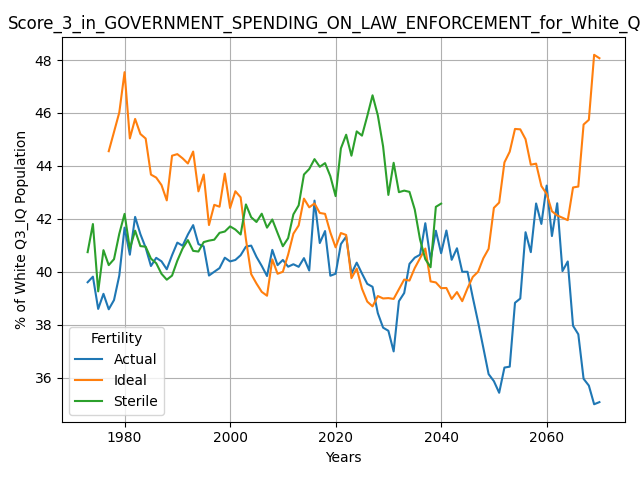 Score_3_in_GOVERNMENT_SPENDING_ON_LAW_ENFORCEMENT_for_White_Q
% of White Q3_IQ Population
48
46
44
42
40
38
36
Fertility
Actual
Ideal
Sterile
1980
2000
2020
2040
2060
Years